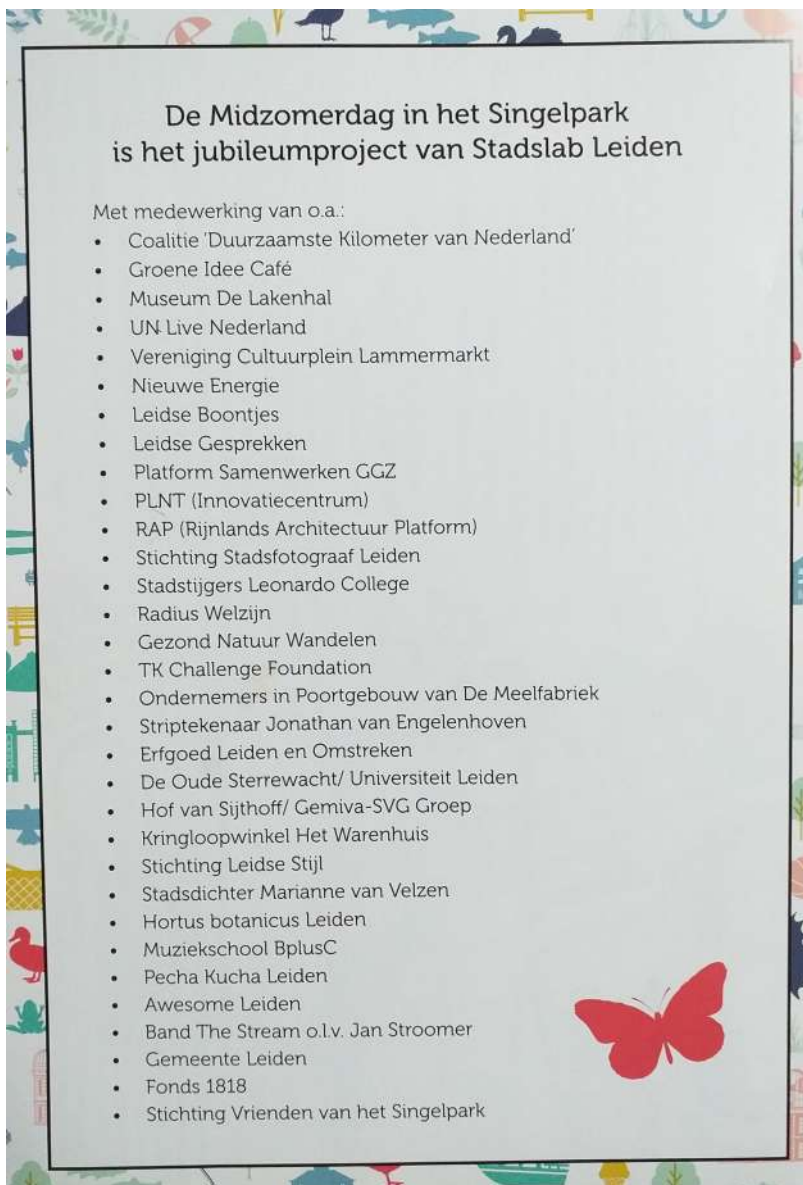 De Midzomerdag in het Singelpark
is het jubileumproject van Stadslab Leiden
Met medewerking van o.a.:
• Coalitie 'Duurzaamste Kilometer van Nederland'
• Groene Idee Café
• Museum De Lakenhal
• UN Live Nederland
• Vereniging Cultuurplein Lammermarkt
• Nieuwe Energie
• Leidse Boontjes
• Leidse Gesprekken
• Platform Samenwerken GGZ
• PLNT (Innovatiecentrum)
• RAP (Rijnlands Architectuur Platform)
• Stichting Stadsfotograaf Leiden
• Stadstijgers Leonardo College
• Radius Welzijn
• Gezond Natuur Wandelen
• TK Challenge Foundation
• Ondernemers in Poortgebouw van De Meelfabriek
• Striptekenaar Jonathan van Engelenhoven
• Erfgoed Leiden en Omstreken
• De Oude Sterrewacht/ Universiteit Leiden
• Hof van Sijthoff/ Gemiva-SVG Groep
• Kringloopwinkel Het Warenhuis
• Stichting Leidse Stijl
• Stadsdichter Marianne van Velzen
• Hortus botanicus Leiden
• Muziekschool BplusC
• Pecha Kucha Leiden
• Awesome Leiden
• Band The Stream o.l.v. Jan Stroomer
• Gemeente Leiden
• Fonds 1818
• Stichting Vrienden van het Singelpark